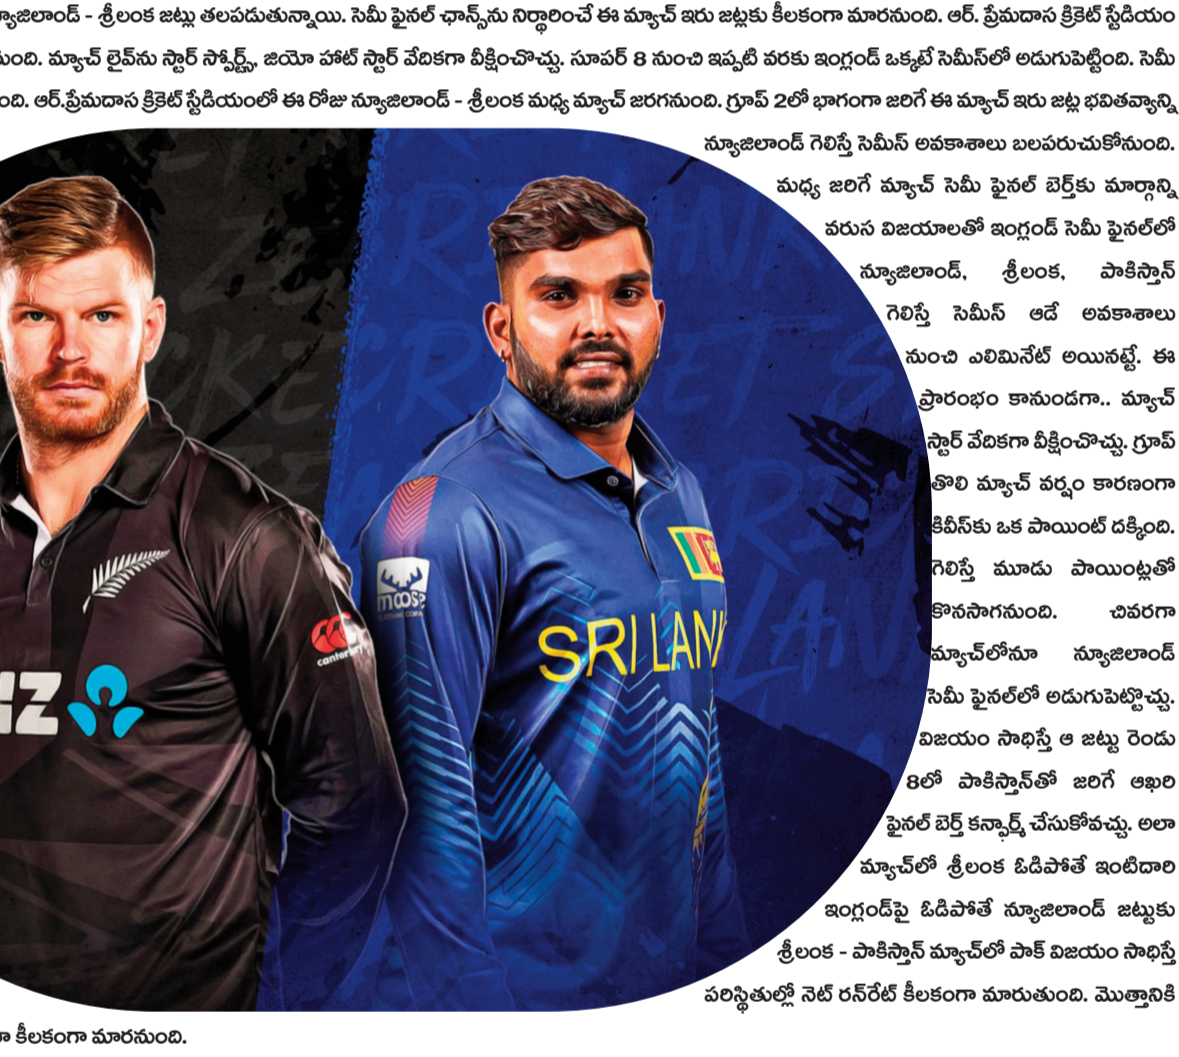 న్యూజిలాండ్ - శ్రీలంక జట్లు తలపడుతున్నాయి. సెమీ ఫైనల్ ఛాన్స్‌ను నిర్ధారించే ఈ మ్యాచ్ ఇరు జట్లకు కీలకంగా మారనుంది. ఆర్. ప్రేమదాస క్రికెట్ స్టేడియం
మ్యాచ్ లైవ్‌ను స్టార్ స్పోర్ట్స్, జియో హాట్ స్టార్ వేదికగా వీక్షించొచ్చు. సూపర్ 8 నుంచి ఇప్పటి వరకు ఇంగ్లండ్ ఒక్కటే సెమీస్‌లో అడుగుపెట్టింది. సెమీ
ఆర్.ప్రేమదాస క్రికెట్ స్టేడియంలో ఈ రోజు న్యూజిలాండ్ - శ్రీలంక మధ్య మ్యాచ్ జరగనుంది. గ్రూప్ 2లో భాగంగా జరిగే ఈ మ్యాచ్ ఇరు జట్ల భవితవ్యాన్ని
న్యూజిలాండ్ గెలిస్తే సెమీస్ అవకాశాలు బలపరుచుకోనుంది.
మధ్య జరిగే మ్యాచ్ సెమీ ఫైనల్ బెర్త్‌కు మార్గాన్ని
వరుస విజయాలతో ఇంగ్లండ్ సెమీ ఫైనల్‌లో
న్యూజిలాండ్, శ్రీలంక, పాకిస్తాన్
గెలిస్తే సెమీస్ ఆడే అవకాశాలు
నుంచి ఎలిమినేట్ అయినట్టే. ఈ
ప్రారంభం కానుండగా.. మ్యాచ్
స్టార్ వేదికగా వీక్షించొచ్చు. గ్రూప్
తొలి మ్యాచ్ వర్షం కారణంగా
కివీస్‌కు ఒక పాయింట్ దక్కింది.
గెలిస్తే మూడు పాయింట్లతో
కొనసాగనుంది. చివరగా
మ్యాచ్‌లోనూ న్యూజిలాండ్
సెమీ ఫైనల్‌లో అడుగుపెట్టొచ్చు.
విజయం సాధిస్తే ఆ జట్టు రెండు
8లో పాకిస్తాన్‌తో జరిగే ఆఖరి
ఫైనల్ బెర్త్ కన్ఫార్మ్ చేసుకోవచ్చు. అలా
మ్యాచ్‌లో శ్రీలంక ఓడిపోతే ఇంటిదారి
ఇంగ్లండ్‌పై ఓడిపోతే న్యూజిలాండ్ జట్టుకు
శ్రీలంక - పాకిస్తాన్ మ్యాచ్‌లో పాక్ విజయం సాధిస్తే
పరిస్థితుల్లో నెట్ రన్‌రేట్ కీలకంగా మారుతుంది. మొత్తానికి
కీలకంగా మారనుంది.
moose
canterbury
SRI LANK